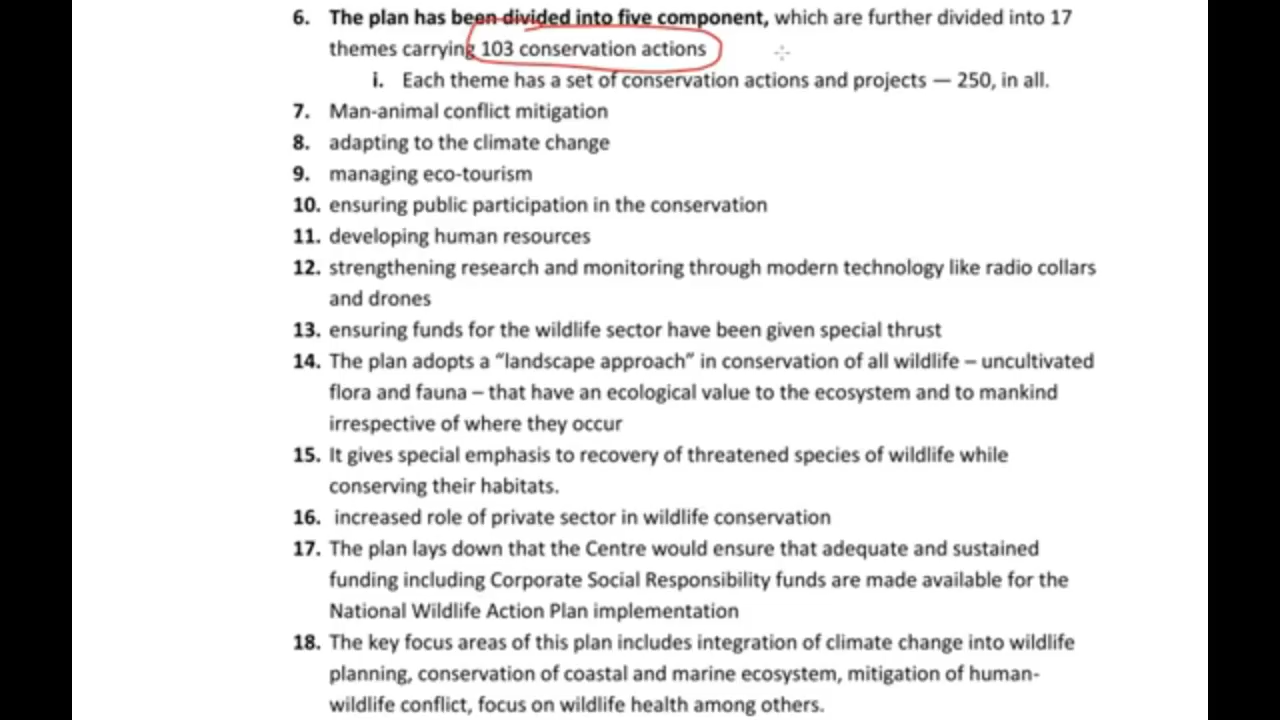 6. The plan has been divided into five component, which are further divided into 17
themes carrying 103 conservation actions
i. Each theme has a set of conservation actions and projects — 250, in all.
7. Man-animal conflict mitigation
8. adapting to the climate change
9. managing eco-tourism
10. ensuring public participation in the conservation
11. developing human resources
12. strengthening research and monitoring through modern technology like radio collars
and drones
13. ensuring funds for the wildlife sector have been given special thrust
14. The plan adopts a “landscape approach” in conservation of all wildlife – uncultivated
flora and fauna – that have an ecological value to the ecosystem and to mankind
irrespective of where they occur
15. It gives special emphasis to recovery of threatened species of wildlife while
conserving their habitats.
16. increased role of private sector in wildlife conservation
17. The plan lays down that the Centre would ensure that adequate and sustained
funding including Corporate Social Responsibility funds are made available for the
National Wildlife Action Plan implementation
18. The key focus areas of this plan includes integration of climate change into wildlife
planning, conservation of coastal and marine ecosystem, mitigation of human-
wildlife conflict, focus on wildlife health among others.